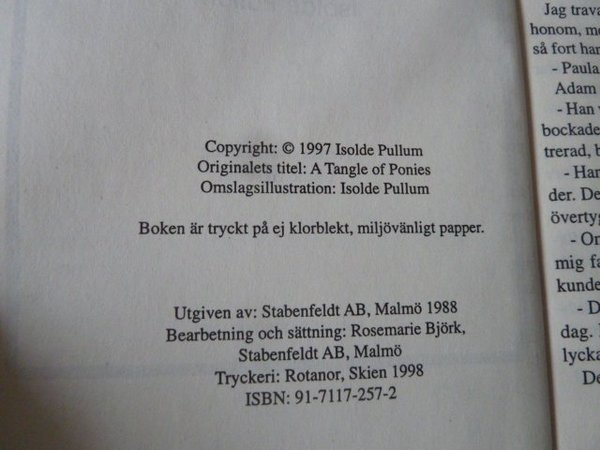 Copyright: © 1997 Isolde Pullum
Originalets titel: A Tangle of Ponies
Omslagsillustration: Isolde Pullum
Boken är tryckt på ej klorblekt, miljövänligt papper.
Utgiven av: Stabenfeldt AB, Malmö 1988
Bearbetning och sättning: Rosemarie Björk,
Stabenfeldt AB, Malmö
Tryckeri: Rotanor, Skien 1998
ISBN: 91-7117-257-2
Jag trava
honom, me
så fort han
- Paula
Adam
- Han v
bockade
trerad, b
- Han
der. De
övertyg
- On
mig fa
kunde
- D
dag.
lycka
De